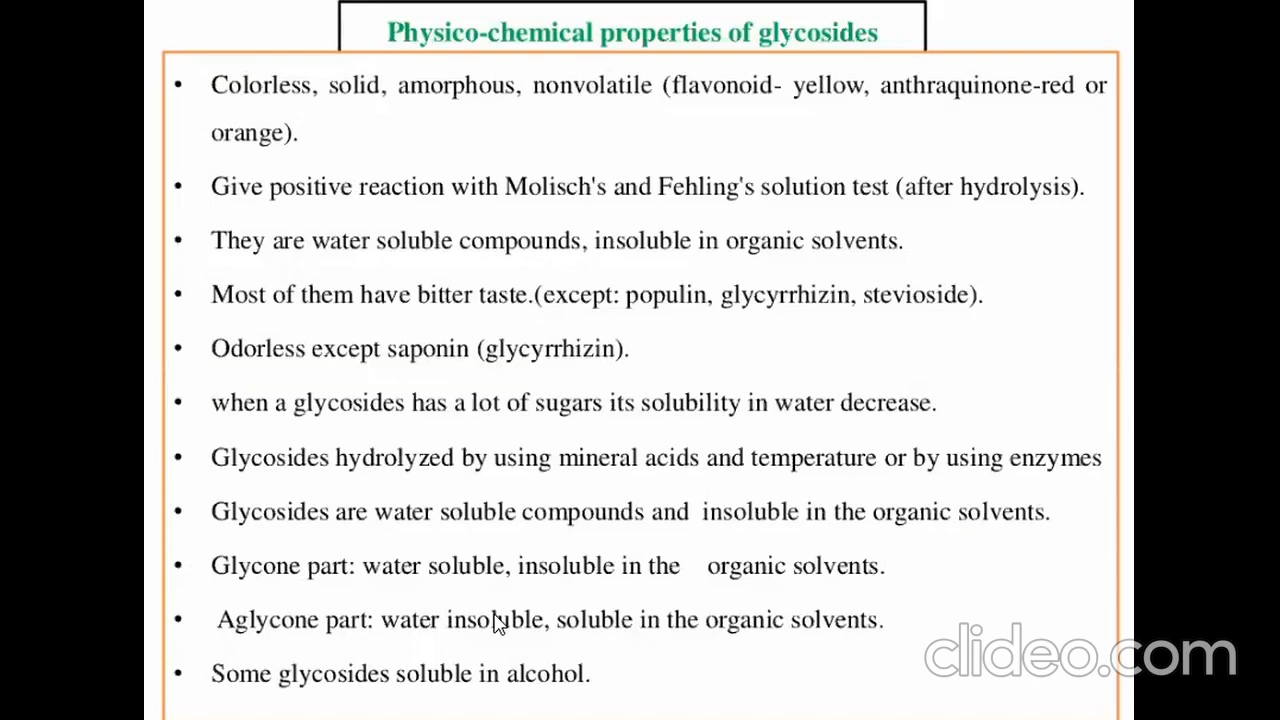 Physico-chemical properties of glycosides
• Colorless, solid, amorphous, nonvolatile (flavonoid- yellow, anthraquinone-red or
orange).
• Give positive reaction with Molisch's and Fehling's solution test (after hydrolysis).
• They are water soluble compounds, insoluble in organic solvents.
• Most of them have bitter taste.(except: populin, glycyrrhizin, stevioside).
• Odorless except saponin (glycyrrhizin).
• when a glycosides has a lot of sugars its solubility in water decrease.
• Glycosides hydrolyzed by using mineral acids and temperature or by using enzymes
• Glycosides are water soluble compounds and insoluble in the organic solvents.
• Glycone part: water soluble, insoluble in the organic solvents.
• Aglycone part: water insoluble, soluble in the organic solvents.
• Some glycosides soluble in alcohol.
clideo.com